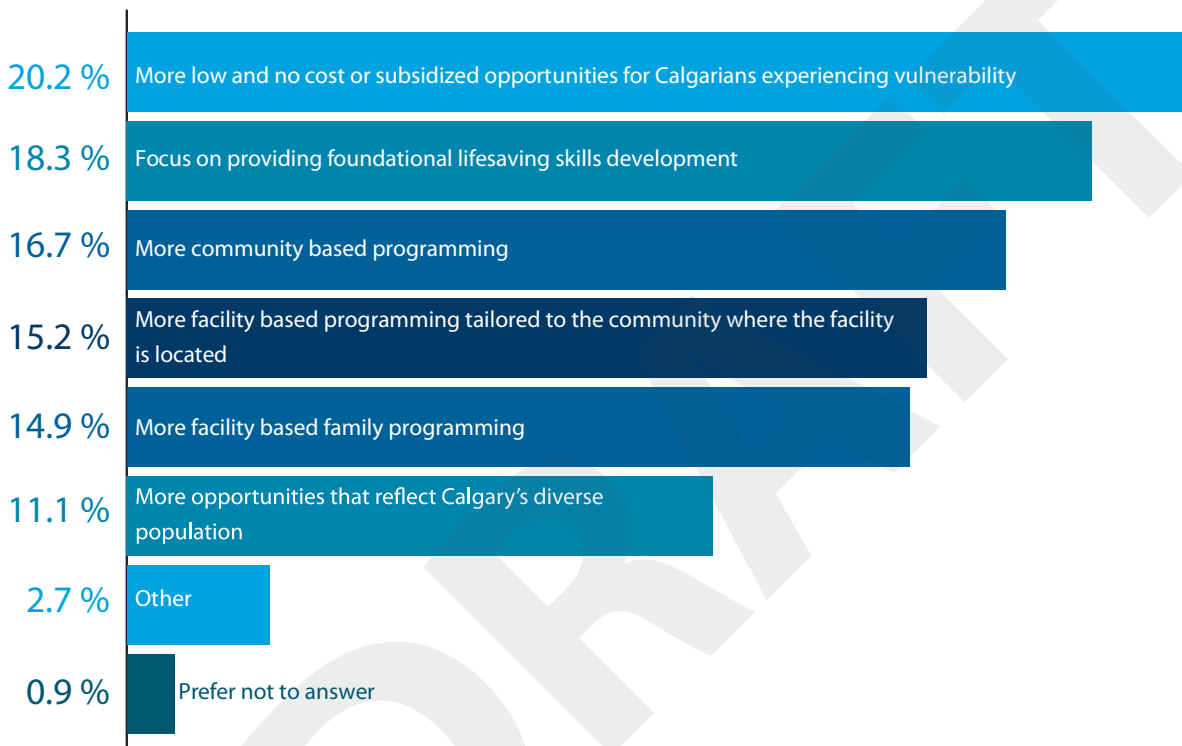 20.2 % More low and no cost or subsidized opportunities for Calgarians experiencing vulnerability
18.3 % Focus on providing foundational lifesaving skills development
16.7 % More community based programming
15.2 % More facility based programming tailored to the community where the facility
is located
14.9 % More facility based family programming
11.1 % More opportunities that reflect Calgary’s diverse
population
2.7 % Other
0.9 % Prefer not to answer
DRAFT